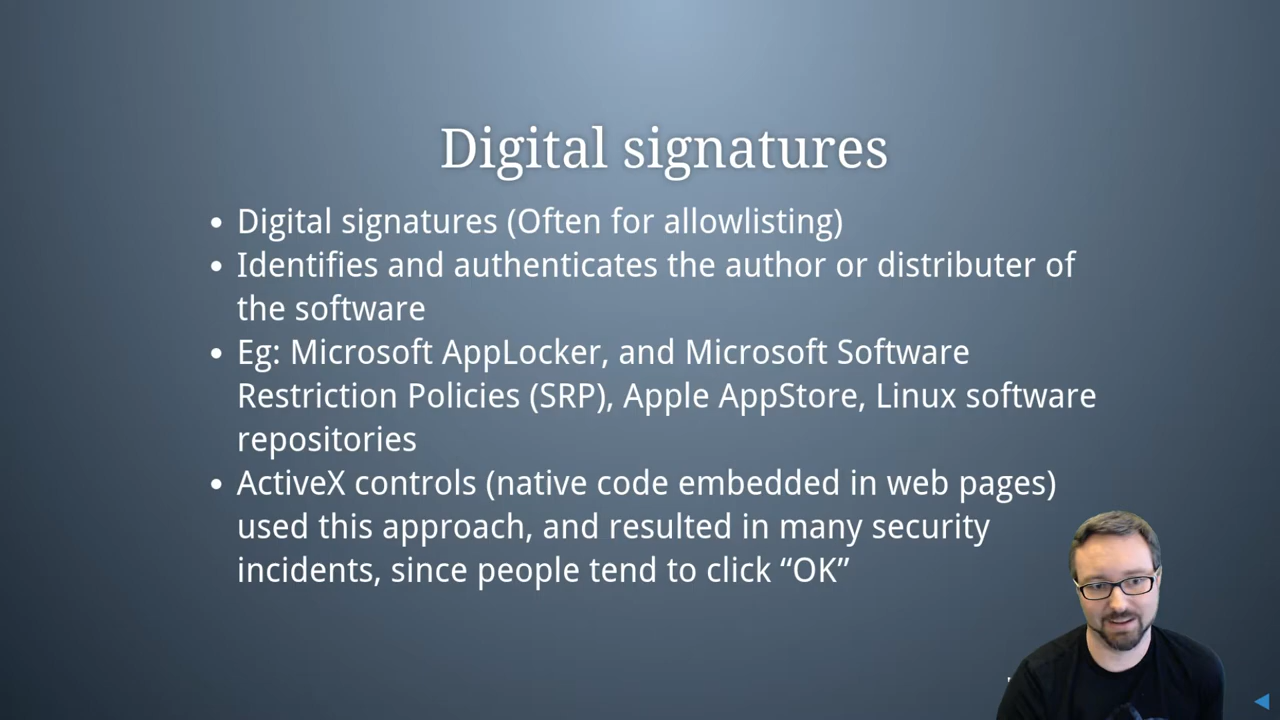 Digital signatures
• Digital signatures (Often for allowlisting)
• Identifies and authenticates the author or distributer of
the software
• Eg: Microsoft AppLocker, and Microsoft Software
Restriction Policies (SRP), Apple AppStore, Linux software
repositories
• ActiveX controls (native code embedded in web pages)
used this approach, and resulted in many security
incidents, since people tend to click “OK”